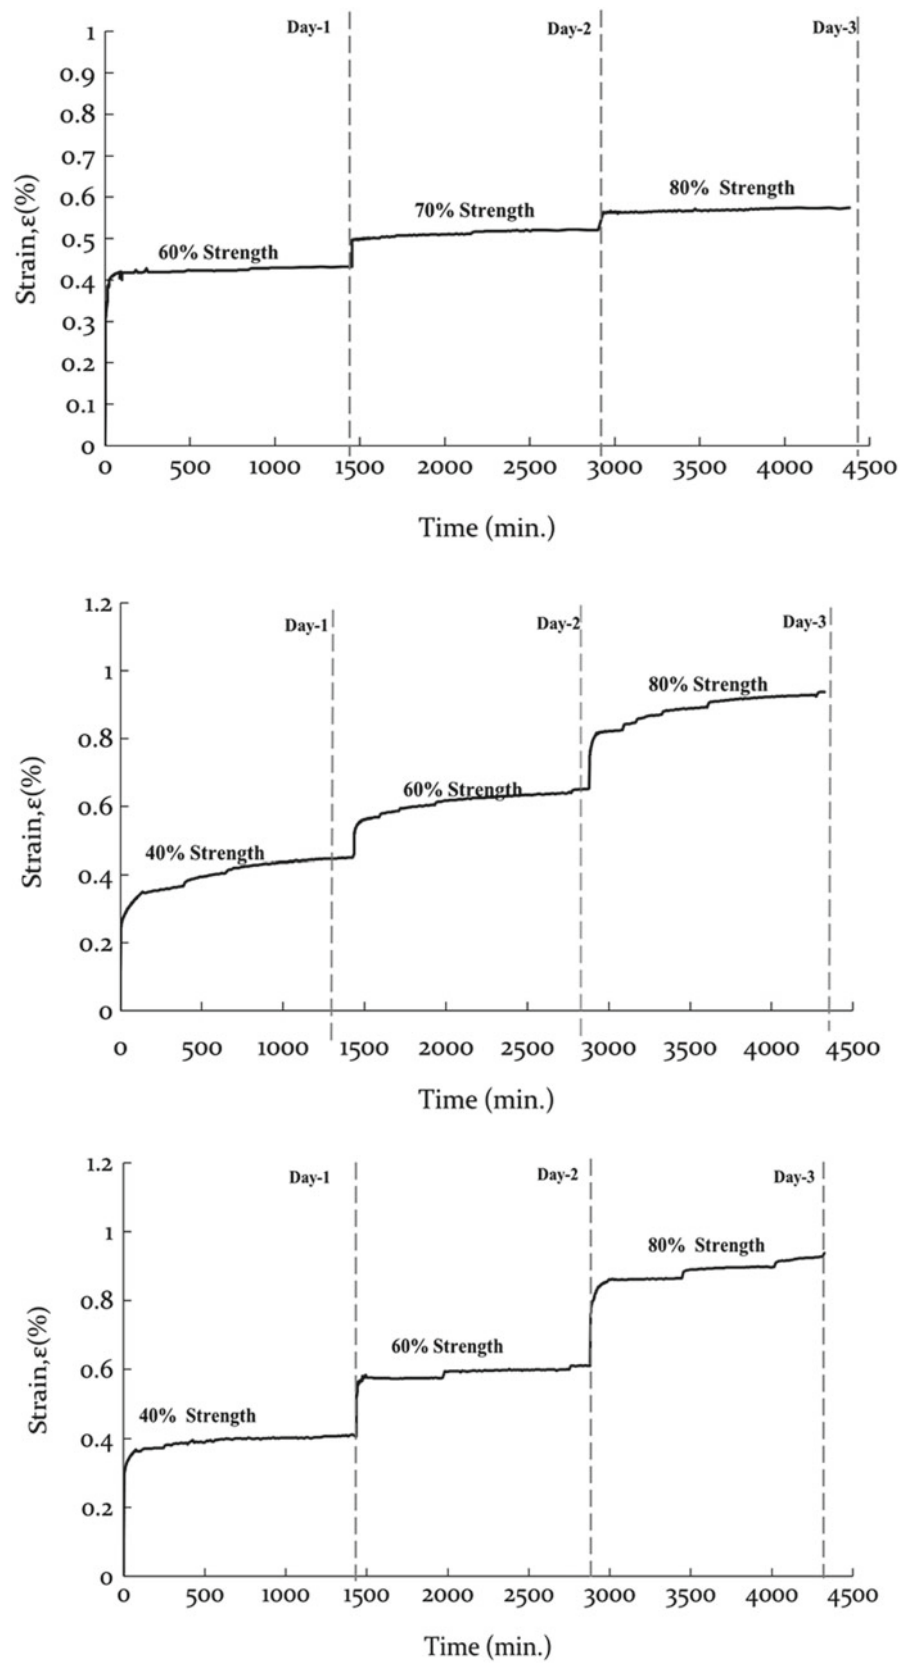 Day-1 Day-2 Day-3
1
0.9
0.8
0.7
0.6
0.5
0.4
0.3
0.2
0.1
0
Strain,ε(%)
60% Strength
70% Strength
80% Strength
0 500 1000 1500 2000 2500 3000 3500 4000 4500
Time (min.)
1.2
1
0.8
0.6
0.4
0.2
0
Strain,ε(%)
Day-1 Day-2 Day-3
40% Strength
60% Strength
80% Strength
0 500 1000 1500 2000 2500 3000 3500 4000 4500
Time (min.)
1.2
1
0.8
0.6
0.4
0.2
0
Strain,ε(%)
Day-1 Day-2 Day-3
40% Strength
60% Strength
80% Strength
0 500 1000 1500 2000 2500 3000 3500 4000 4500
Time (min.)